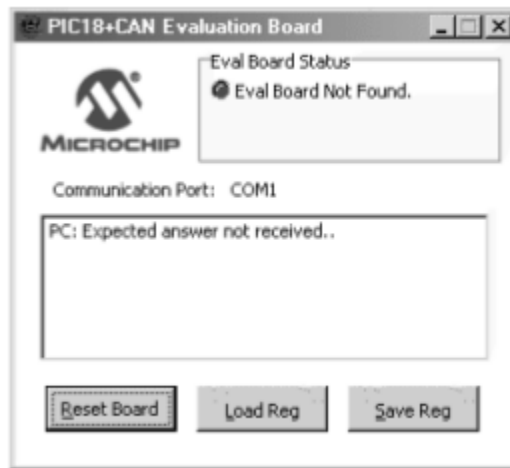 PIC18+CAN Evaluation Board
Eval Board Status
Eval Board Not Found.
MICROCHIP
Communication Port: COM1
PC: Expected answer not received..
Reset Board
Load Reg
Save Reg